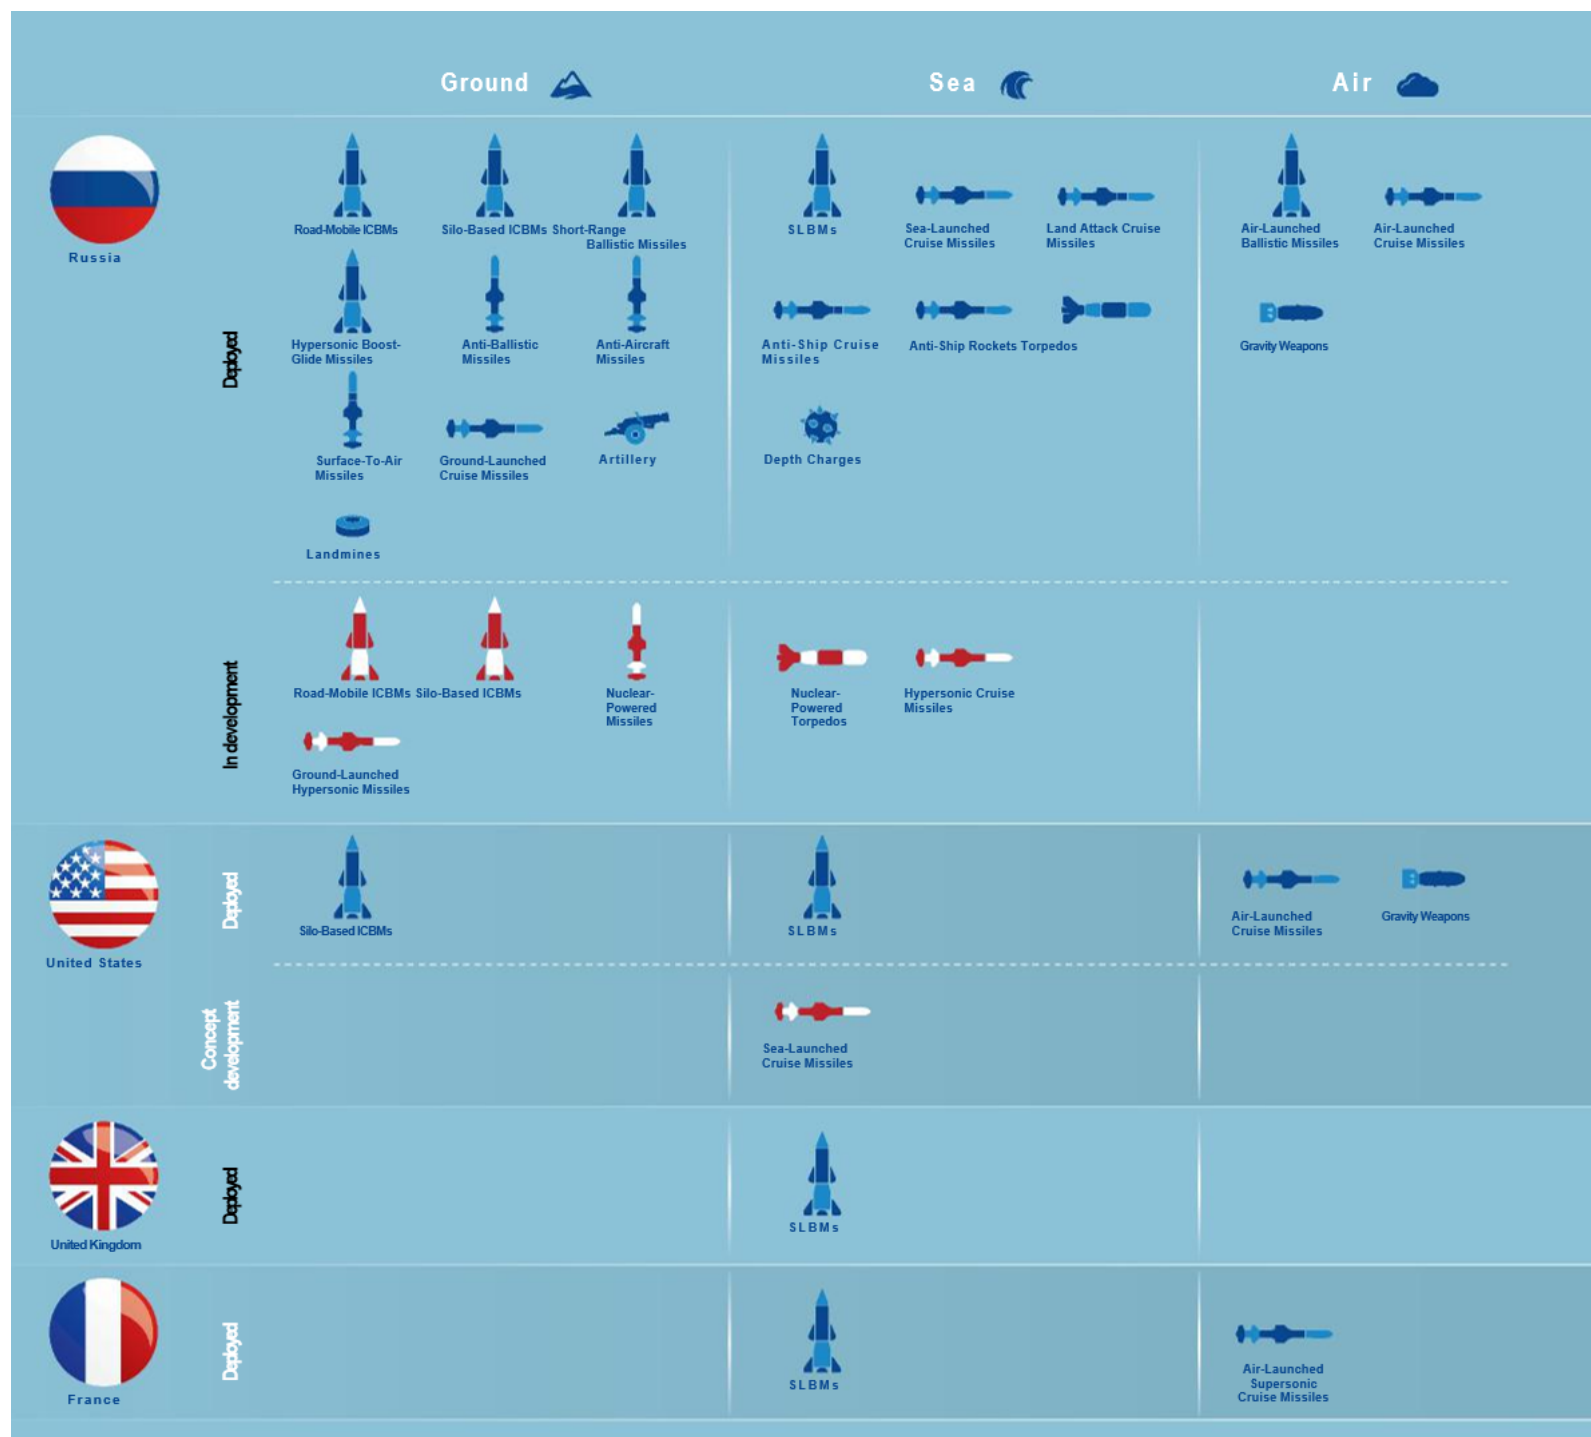 Ground
Sea
Air
Russia
Deployed
Road-Mobile ICBMs
Silo-Based ICBMs
Short-Range
Ballistic Missiles
SLBMs
Sea-Launched
Cruise Missiles
Land Attack Cruise
Missiles
Air-Launched
Ballistic Missiles
Air-Launched
Cruise Missiles
Hypersonic Boost-
Glide Missiles
Anti-Ballistic
Missiles
Anti-Aircraft
Missiles
Anti-Ship Cruise
Missiles
Anti-Ship Rockets
Torpedos
Gravity Weapons
Surface-To-Air
Missiles
Ground-Launched
Cruise Missiles
Artillery
Depth Charges
Landmines
In development
Road-Mobile ICBMs
Silo-Based ICBMs
Nuclear-
Powered
Missiles
Nuclear-
Powered
Torpedos
Hypersonic Cruise
Missiles
Ground-Launched
Hypersonic Missiles
United States
Deployed
Silo-Based ICBMs
SLBMs
Air-Launched
Cruise Missiles
Gravity Weapons
Concept
development
Sea-Launched
Cruise Missiles
United Kingdom
Deployed
SLBMs
France
Deployed
SLBMs
Air-Launched
Supersonic
Cruise Missiles